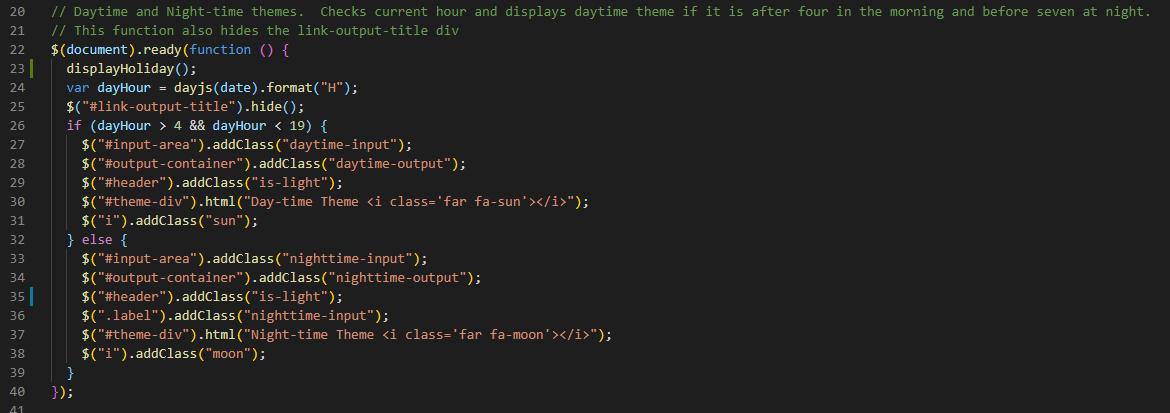 20 // Daytime and Night-time themes.  Checks current hour and displays daytime theme if it is after four in the morning and before seven at night.
21 // This function also hides the link-output-title div
22 $(document).ready(function () {
23   displayHoliday();
24   var dayHour = dayjs(date).format("H");
25   $("#link-output-title").hide();
26   if (dayHour > 4 && dayHour < 19) {
27     $("#input-area").addClass("daytime-input");
28     $("#output-container").addClass("daytime-output");
29     $("#header").addClass("is-light");
30     $("#theme-div").html("Day-time Theme <i class='far fa-sun'></i>");
31     $("i").addClass("sun");
32   } else {
33     $("#input-area").addClass("nighttime-input");
34     $("#output-container").addClass("nighttime-output");
35     $("#header").addClass("is-light");
36     $(".label").addClass("nighttime-input");
37     $("#theme-div").html("Night-time Theme <i class='far fa-moon'></i>");
38     $("i").addClass("moon");
39   }
40 });
41